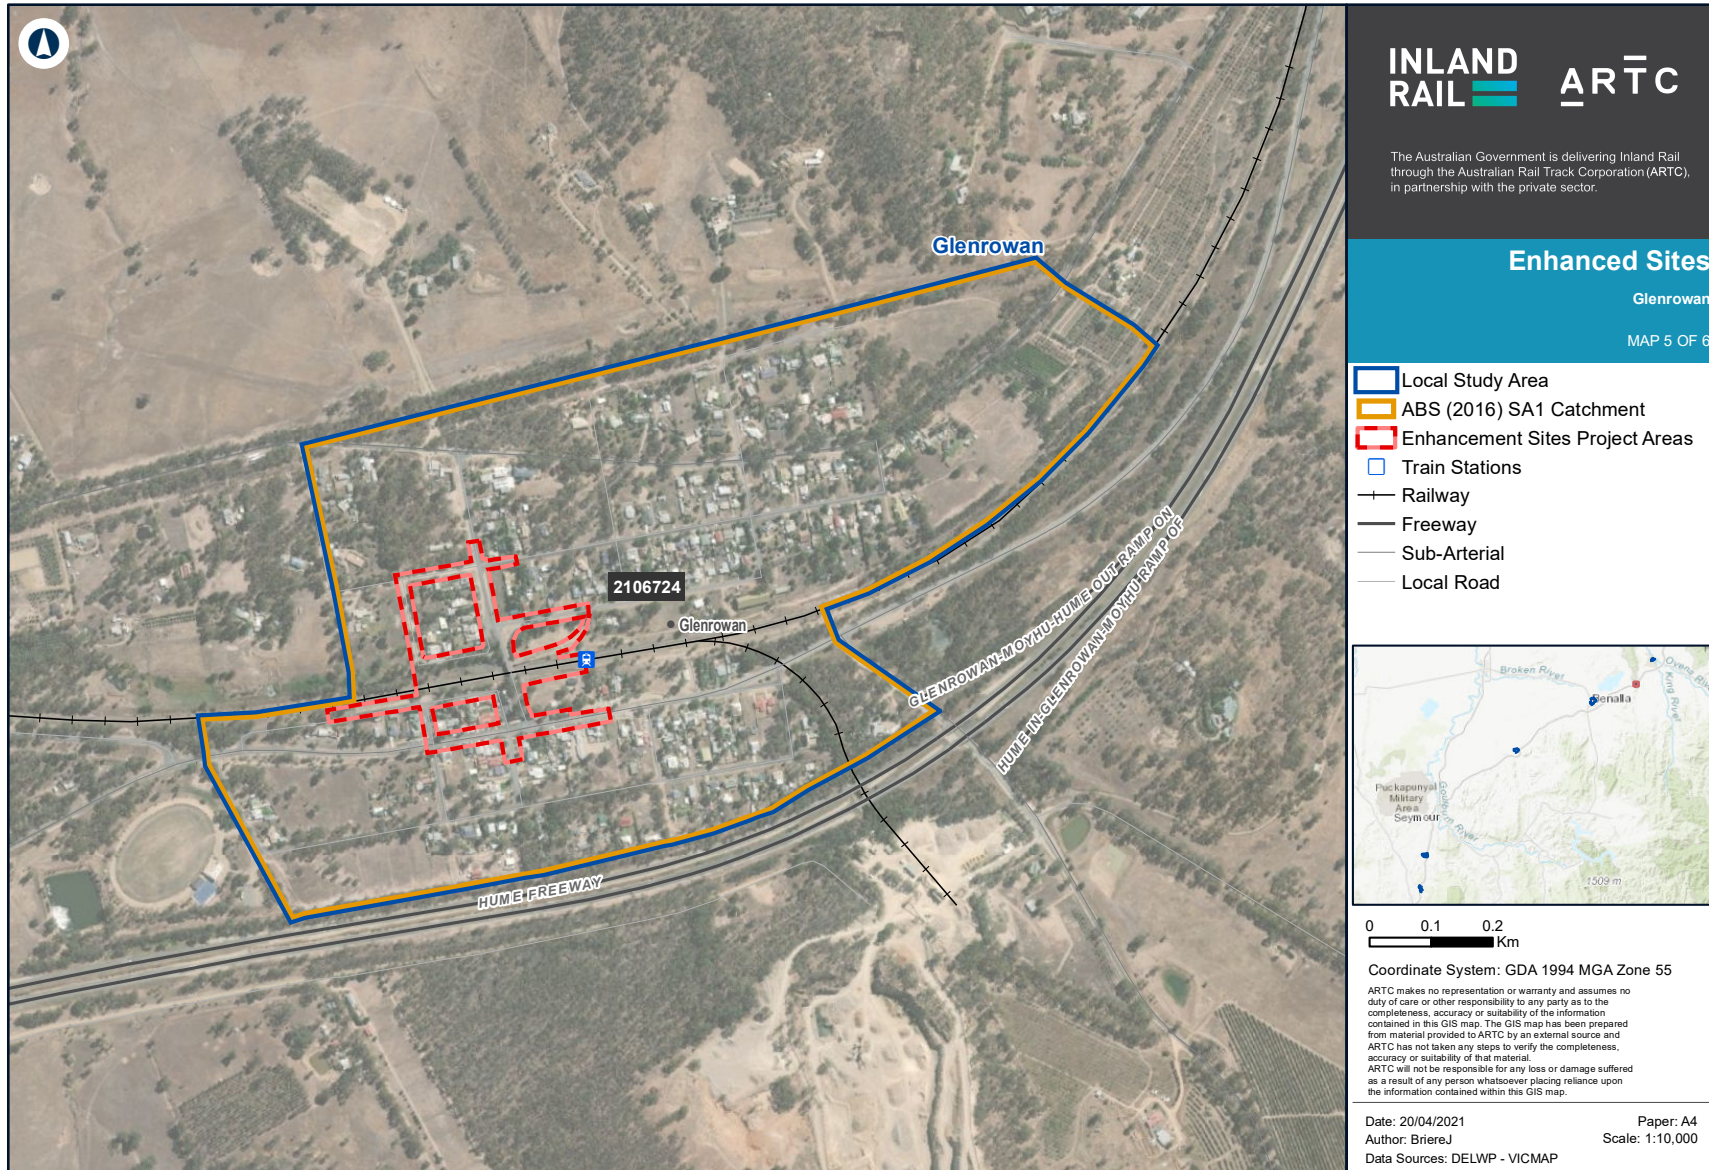 INLAND
RAIL
ARTC
The Australian Government is delivering Inland Rail
through the Australian Rail Track Corporation (ARTC),
in partnership with the private sector.
Enhanced Sites
Glenrowan
MAP 5 OF 6
Local Study Area
ABS (2016) SA1 Catchment
Enhancement Sites Project Areas
Train Stations
Railway
Freeway
Sub-Arterial
Local Road
Glenrowan
2106724
Glenrowan
GLENROWAN-MOYHU-HUME OUT RAMP ON
HUME IN-GLENROWAN-MOYHU RAMP OF
HUME FREEWAY
Broken River
Ovens
King River
Benalla
Puckapunyal
Military
Area
Seymour
Goulburn River
1509 m
0 0.1 0.2
Km
Coordinate System: GDA 1994 MGA Zone 55
ARTC makes no representation or warranty and assumes no
duty of care or other responsibility to any party as to the
completeness, accuracy or suitability of the information
contained in this GIS map. The GIS map has been prepared
from material provided to ARTC by an external source and
ARTC has not taken any steps to verify the completeness,
accuracy or suitability of that material.
ARTC will not be responsible for any loss or damage suffered
as a result of any person whatsoever placing reliance upon
the information contained within this GIS map.
Date: 20/04/2021
Paper: A4
Author: BriereJ
Scale: 1:10,000
Data Sources: DELWP - VICMAP